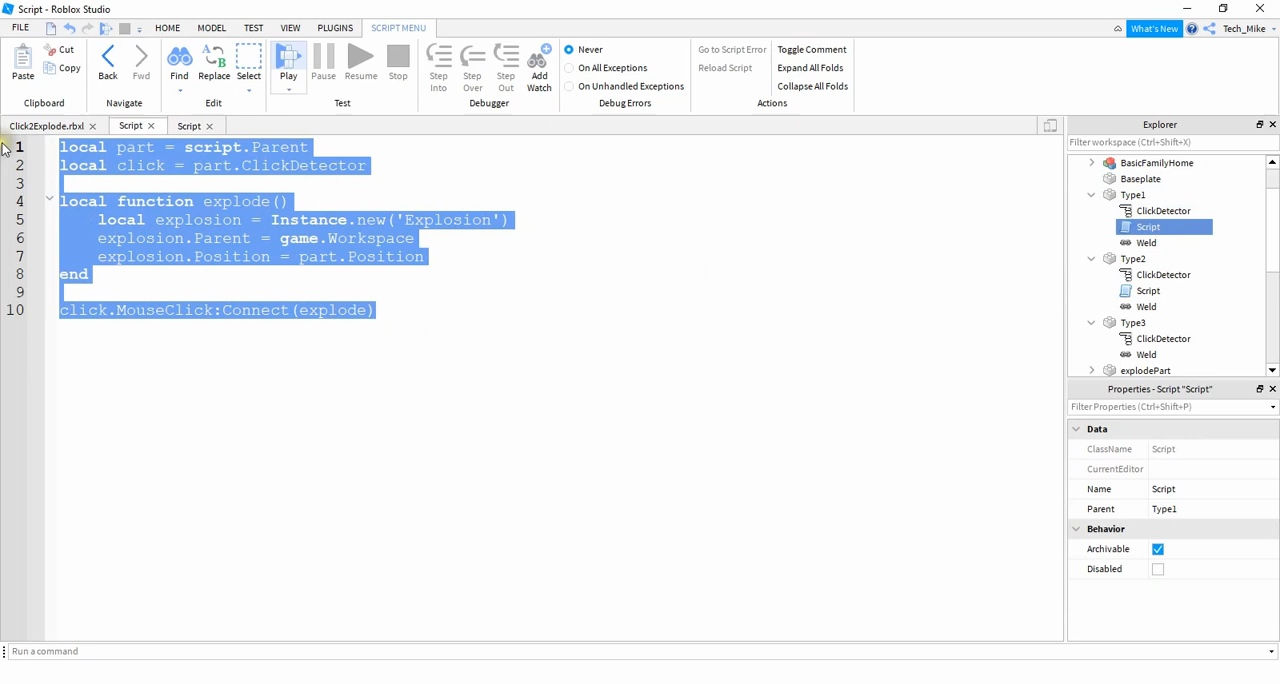 Script - Roblox Studio
FILE HOME MODEL TEST VIEW PLUGINS SCRIPT MENU What's New Tech_Mike
Paste Cut Copy
Clipboard
Back Fwd
Navigate
Find Replace Select
Edit
Play Pause Resume Stop
Test
Step Into Step Over Step Out Add Watch
Debugger
Never
On All Exceptions
On Unhandled Exceptions
Debug Errors
Go to Script Error Toggle Comment
Reload Script Expand All Folds
Collapse All Folds
Actions
Click2Explode.rbxl Script Script
1 local part = script.Parent
2 local click = part.ClickDetector
3
4 local function explode()
5 local explosion = Instance.new('Explosion')
6 explosion.Parent = game.Workspace
7 explosion.Position = part.Position
8 end
9
10 click.MouseClick:Connect(explode)
Explorer
Filter workspace (Ctrl+Shift+X)
BasicFamilyHome
Baseplate
Type1
ClickDetector
Script
Weld
Type2
ClickDetector
Script
Weld
Type3
ClickDetector
Weld
explodePart
Properties - Script "Script"
Filter Properties (Ctrl+Shift+P)
Data
ClassName Script
CurrentEditor
Name Script
Parent Type1
Behavior
Archivable
Disabled
Run a command